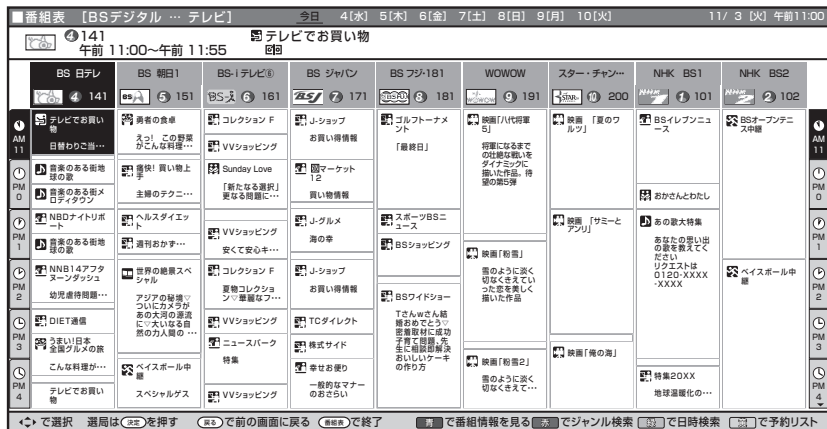 ■番組表 [BSデジタル … テレビ] 今日 4[水] 5[木] 6[金] 7[土] 8[日] 9[月] 10[火] 11/ 3 [火] 午前11:00
④141 テレビでお買い物
午前 11:00〜午前 11:55
BS 日テレ BS 朝日1 BS-i テレビ⑥ BS ジャパン BS フジ・181 WOWOW スター・チャン… NHK BS1 NHK BS2
④ 141 ⑤ 151 BS-i ⑥ 161 BSJ ⑦ 171 ⑧ 181 WOWOW ⑨ 191 STAR ⑩ 200 ① 101 ② 102
AM
11
PM
0
PM
1
PM
2
PM
3
PM
4
テレビでお買い
物
日替わりご当…
音楽のある街地
球の歌
音楽のある街メ
ロディタウン
NBDナイトリポ
ート
音楽のある街地
球の歌
NNB14アフタ
ヌーンダッシュ
幼児虐待問題…
DIET通信
うまい!日本
全国グルメの旅
こんな料理が…
テレビでお買い
物
勇者の食卓
えっ! この野菜
がこんな料理…
痛快! 買い物上
手
主婦のテクニ…
ヘルスダイエッ
ト
週刊おかず…
世界の絶景スペ
シャル
アジアの秘境▽
ついにカメラが
あの大河の源流
に▽大いなる自
然の力人間の …
ベイスボール中
継
スペシャルゲス
コレクション F
VVショッピング
Sunday Love
「新たなる選択」
更なる問題に…
VVショッピング
安くて安心キ…
コレクション F
夏物コレクショ
ン▽華麗なフ…
VVショッピング
ニュースパーク
特集
VVショッピング
J-ショップ
お買い得情報
マーケット
12
買い物情報
J-グルメ
海の幸
J-ショップ
お買い得情報
TCダイレクト
株式サイド
幸せお便り
一般的なマナー
のおさらい
ゴルフトーナメ
ント
「最終日」
スポーツBSニ
ュース
BSショッピング
BSワイドショー
Tさんwさん結
婚おめでとう▽
密着取材に成功
子育て問題、先
生に相談即解決
おいしいケーキ
の作り方
映画「八代将軍
5」
将軍になるまで
の壮絶な戦いを
ダイナミックに
描いた作品。待
望の第5弾
映画「粉雪」
雪のように淡く
切なくきえてい
った恋を美しく
描いた作品
映画「粉雪2」
雪のように淡く
切なくきえて…
映画 「夏のワ
ルツ」
映画 「サミーと
アンリ」
映画「俺の海」
BSイレブンニュ
ース
おかさんとわたし
あの歌大特集
あなたの思い出
の歌を教えてく
ださい
リクエストは
0120-XXXX
-XXXX
特集20XX
地球温暖化の…
BSオープンテニ
ス中継
ベイスボール中
継
AM
11
PM
0
PM
1
PM
2
PM
3
PM
4
で選択 選局は(決定)を押す (戻る)で前の画面に戻る (番組表)で終了 青 で番組情報を見る 赤 でジャンル検索 緑 で日時検索 黄 で予約リスト